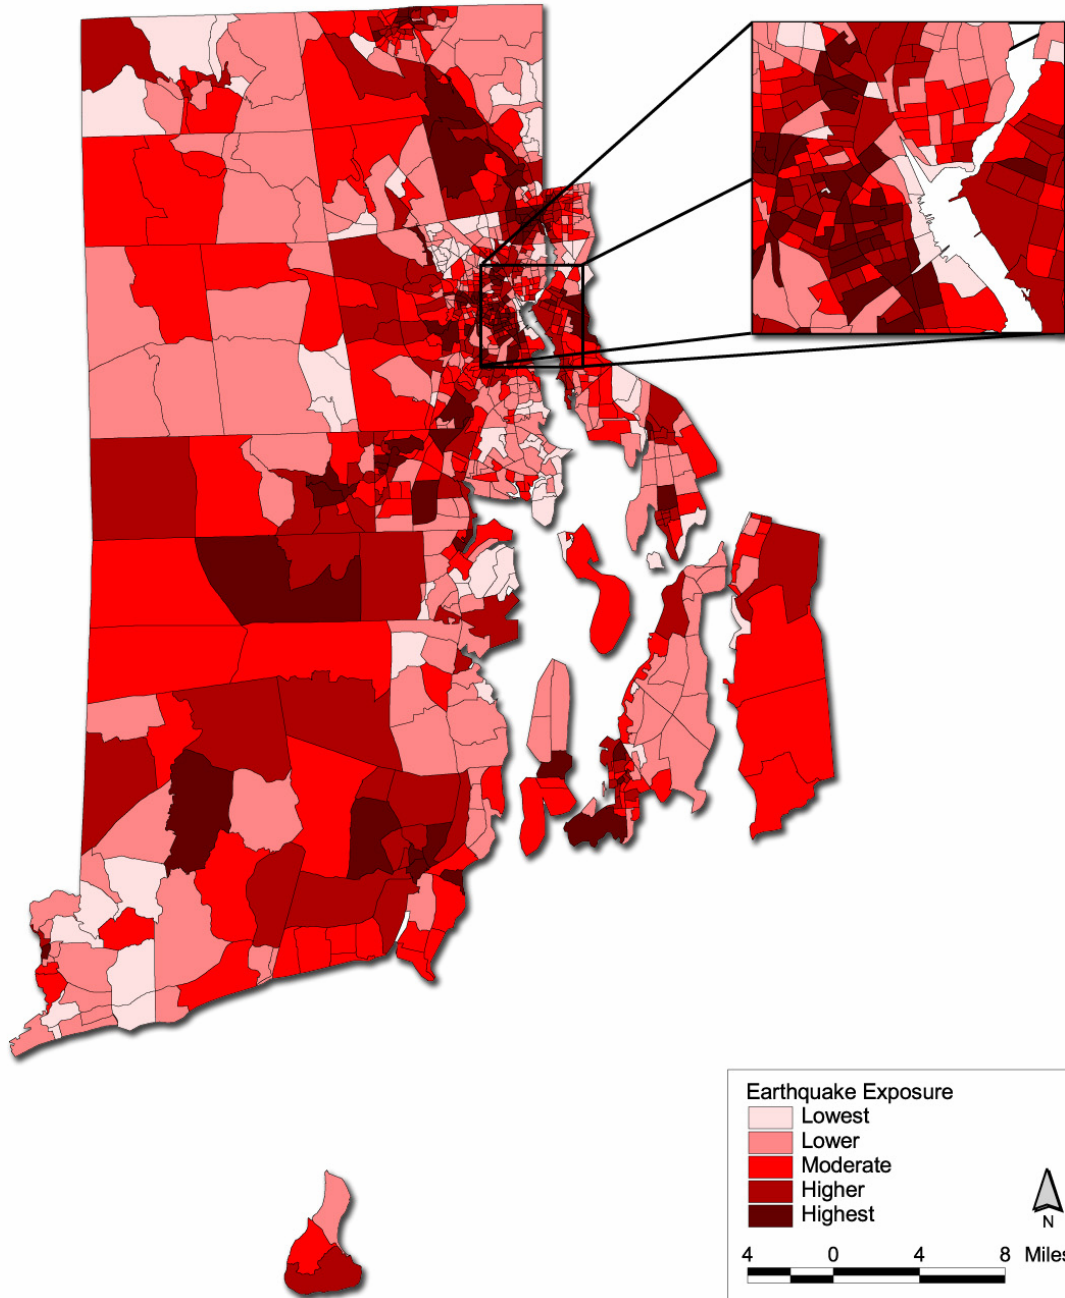 Earthquake Exposure
Lowest
Lower
Moderate
Higher
Highest
N
4 0 4 8 Miles